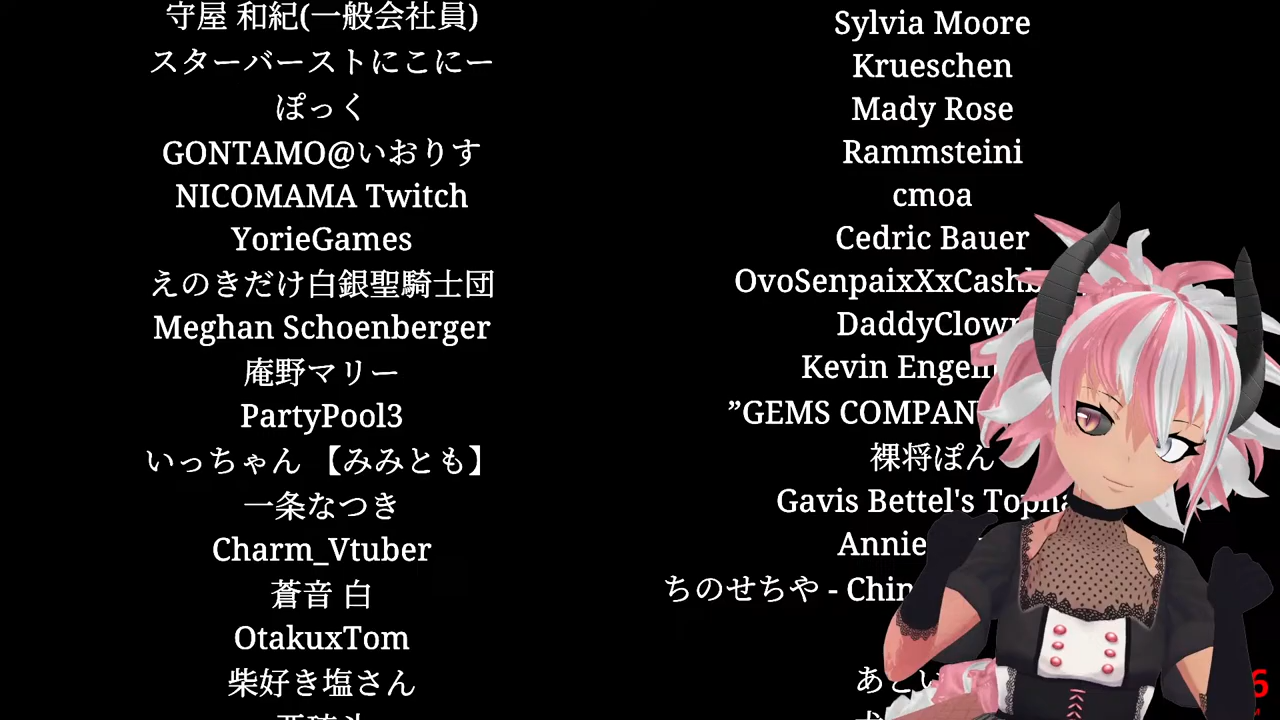 守屋 和紀(一般会社員)
スターバーストにこにー
ぽっく
GONTAMO@いおりす
NICOMAMA Twitch
YorieGames
えのきだけ白銀聖騎士団
Meghan Schoenberger
庵野マリー
PartyPool3
いっちゃん 【みみとも】
一条なつき
Charm_Vtuber
蒼音 白
OtakuxTom
柴好き塩さん
Sylvia Moore
Krueschen
Mady Rose
Rammsteini
cmoa
Cedric Bauer
OvoSenpaixXxCashb
DaddyClown
Kevin Engel
”GEMS COMPAN
裸将ぽん
Gavis Bettel's Topha
Annie
ちのせちや - Chin
6